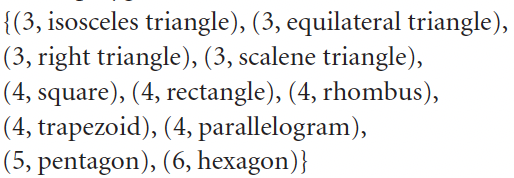 {(3, isosceles triangle), (3, equilateral triangle),
(3, right triangle), (3, scalene triangle),
(4, square), (4, rectangle), (4, rhombus),
(4, trapezoid), (4, parallelogram),
(5, pentagon), (6, hexagon)}